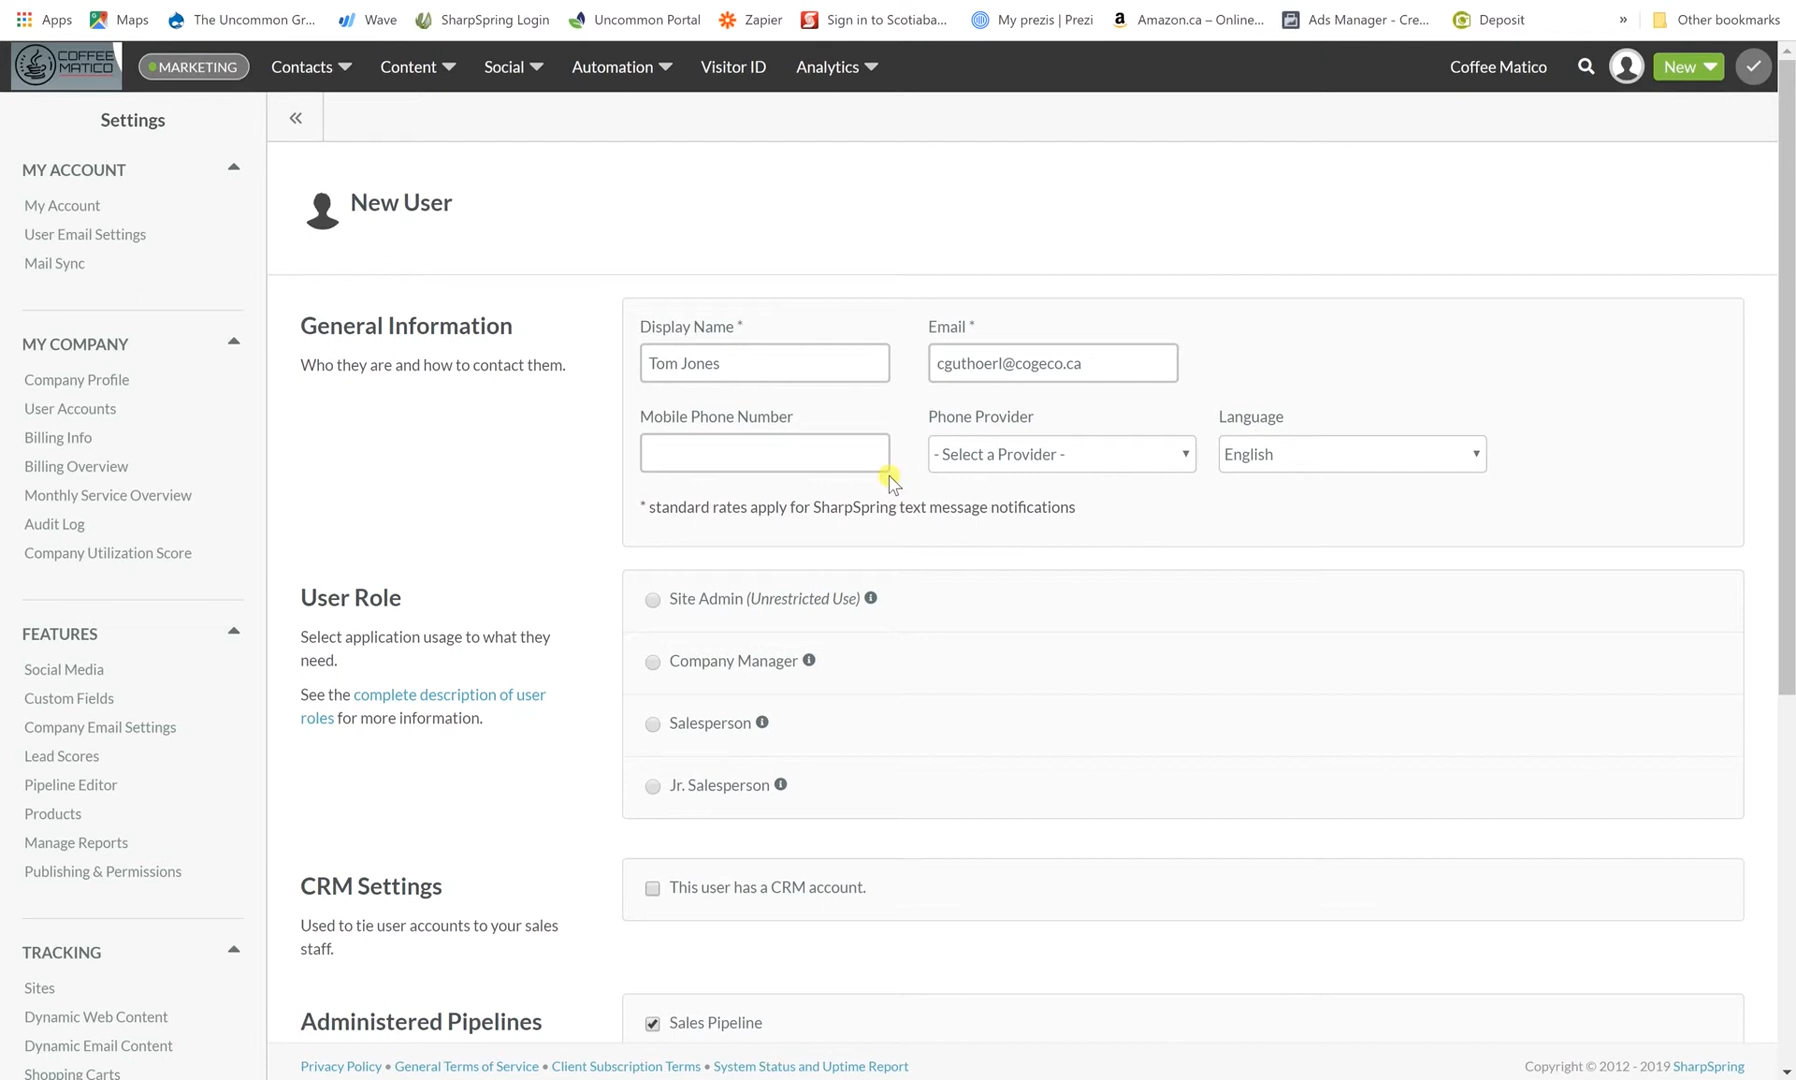 Apps Maps The Uncommon Gr... Wave SharpSpring Login Uncommon Portal Zapier Sign in to Scotiaba... My prezis | Prezi Amazon.ca – Online... Ads Manager - Cre... Deposit » Other bookmarks
COFFEE MATICO
MARKETING Contacts Content Social Automation Visitor ID Analytics Coffee Matico New
Settings
MY ACCOUNT
My Account
User Email Settings
Mail Sync
MY COMPANY
Company Profile
User Accounts
Billing Info
Billing Overview
Monthly Service Overview
Audit Log
Company Utilization Score
FEATURES
Social Media
Custom Fields
Company Email Settings
Lead Scores
Pipeline Editor
Products
Manage Reports
Publishing & Permissions
TRACKING
Sites
Dynamic Web Content
Dynamic Email Content
Shopping Carts
«
New User
General Information
Who they are and how to contact them.
Display Name * Email *
Tom Jones cguthoerl@cogeco.ca
Mobile Phone Number Phone Provider Language
- Select a Provider - English
* standard rates apply for SharpSpring text message notifications
User Role
Select application usage to what they
need.
See the complete description of user
roles for more information.
Site Admin (Unrestricted Use)
Company Manager
Salesperson
Jr. Salesperson
CRM Settings
Used to tie user accounts to your sales
staff.
This user has a CRM account.
Administered Pipelines
Sales Pipeline
Privacy Policy • General Terms of Service • Client Subscription Terms • System Status and Uptime Report
Copyright © 2012 - 2019 SharpSpring